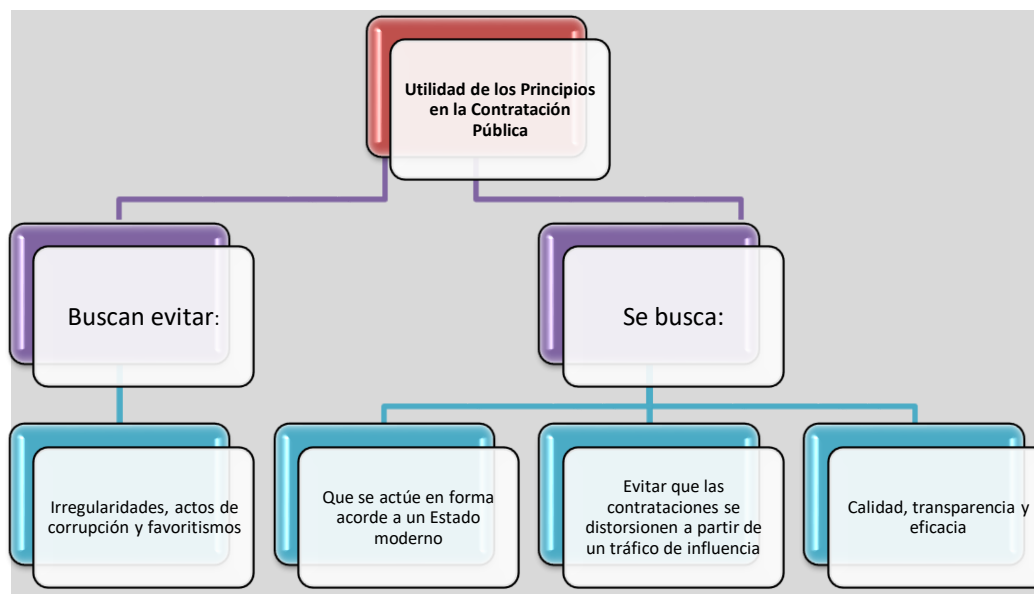 Utilidad de los Principios
en la Contratación
Pública
Buscan evitar:
Se busca:
Irregularidades, actos de
corrupción y favoritismos
Que se actúe en forma
acorde a un Estado
moderno
Evitar que las
contrataciones se
distorsionen a partir de
un tráfico de influencia
Calidad, transparencia y
eficacia